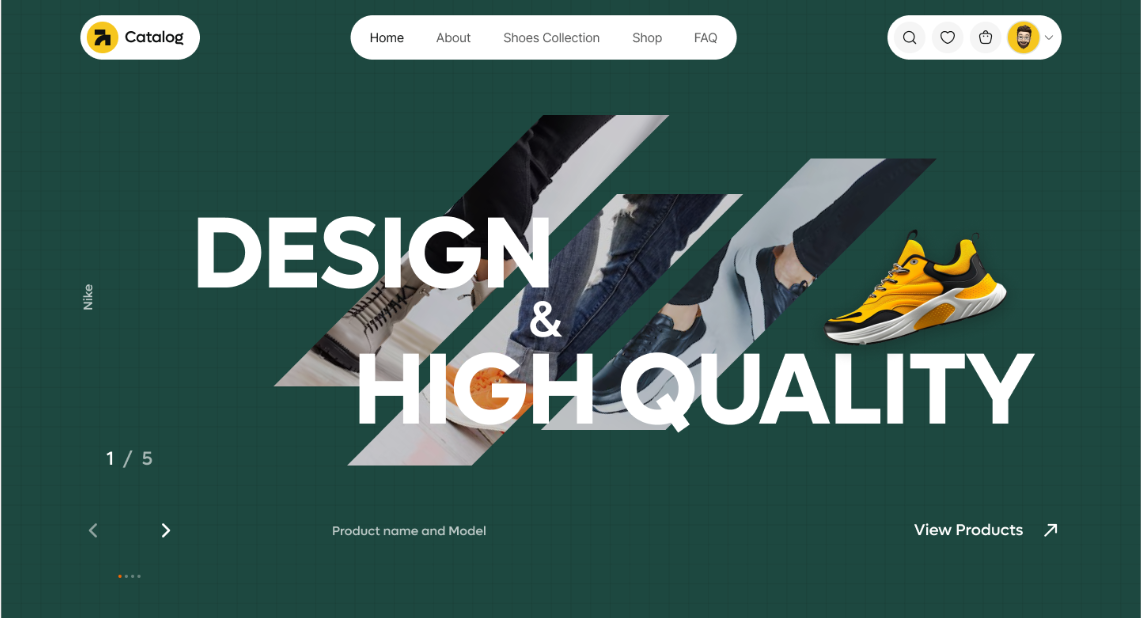 Catalog
Home About Shoes Collection Shop FAQ
DESIGN
&
HIGH QUALITY
Nike
1 / 5
Product name and Model
View Products